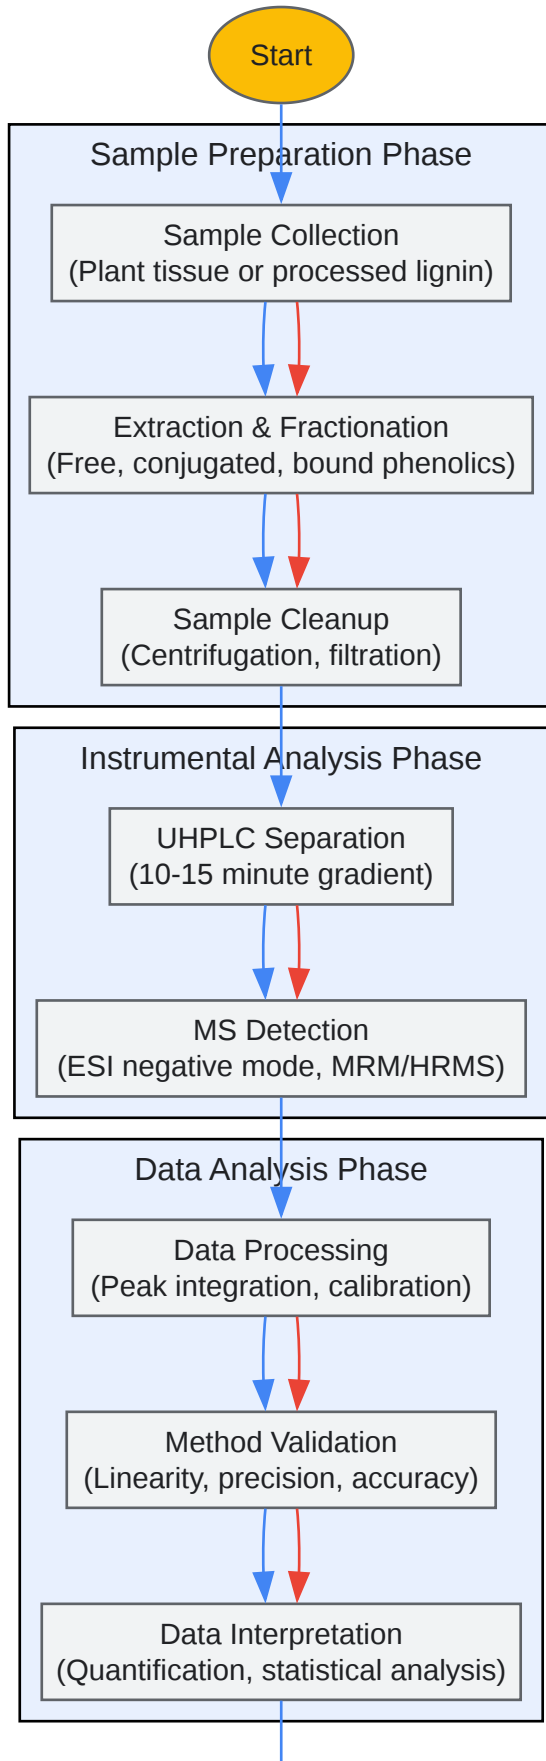 Start
Sample Preparation Phase
Sample Collection
(Plant tissue or processed lignin)
Extraction & Fractionation
(Free, conjugated, bound phenolics)
Sample Cleanup
(Centrifugation, filtration)
Instrumental Analysis Phase
UHPLC Separation
(10-15 minute gradient)
MS Detection
(ESI negative mode, MRM/HRMS)
Data Analysis Phase
Data Processing
(Peak integration, calibration)
Method Validation
(Linearity, precision, accuracy)
Data Interpretation
(Quantification, statistical analysis)